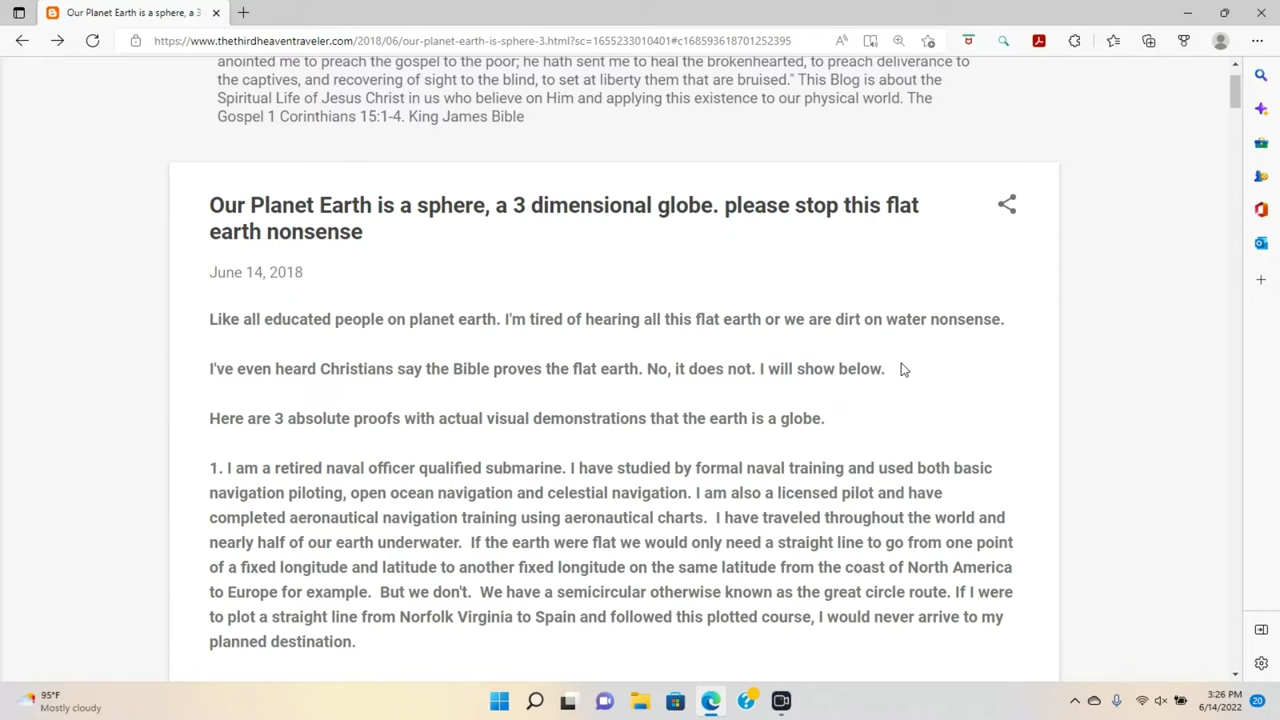 Our Planet Earth is a sphere, a 3
https://www.thethirdheaventraveler.com/2018/06/our-planet-earth-is-sphere-3.html?sc=1655233010401#c168593618701252395
anointed me to preach the gospel to the poor; he hath sent me to heal the brokenhearted, to preach deliverance to
the captives, and recovering of sight to the blind, to set at liberty them that are bruised." This Blog is about the
Spiritual Life of Jesus Christ in us who believe on Him and applying this existence to our physical world. The
Gospel 1 Corinthians 15:1-4. King James Bible
Our Planet Earth is a sphere, a 3 dimensional globe. please stop this flat
earth nonsense
June 14, 2018
Like all educated people on planet earth. I'm tired of hearing all this flat earth or we are dirt on water nonsense.
I've even heard Christians say the Bible proves the flat earth. No, it does not. I will show below.
Here are 3 absolute proofs with actual visual demonstrations that the earth is a globe.
1. I am a retired naval officer qualified submarine. I have studied by formal naval training and used both basic
navigation piloting, open ocean navigation and celestial navigation. I am also a licensed pilot and have
completed aeronautical navigation training using aeronautical charts.  I have traveled throughout the world and
nearly half of our earth underwater.  If the earth were flat we would only need a straight line to go from one point
of a fixed longitude and latitude to another fixed longitude on the same latitude from the coast of North America
to Europe for example.  But we don't.  We have a semicircular otherwise known as the great circle route. If I were
to plot a straight line from Norfolk Virginia to Spain and followed this plotted course, I would never arrive to my
planned destination.
95°F
Mostly cloudy
3:26 PM
6/14/2022
20